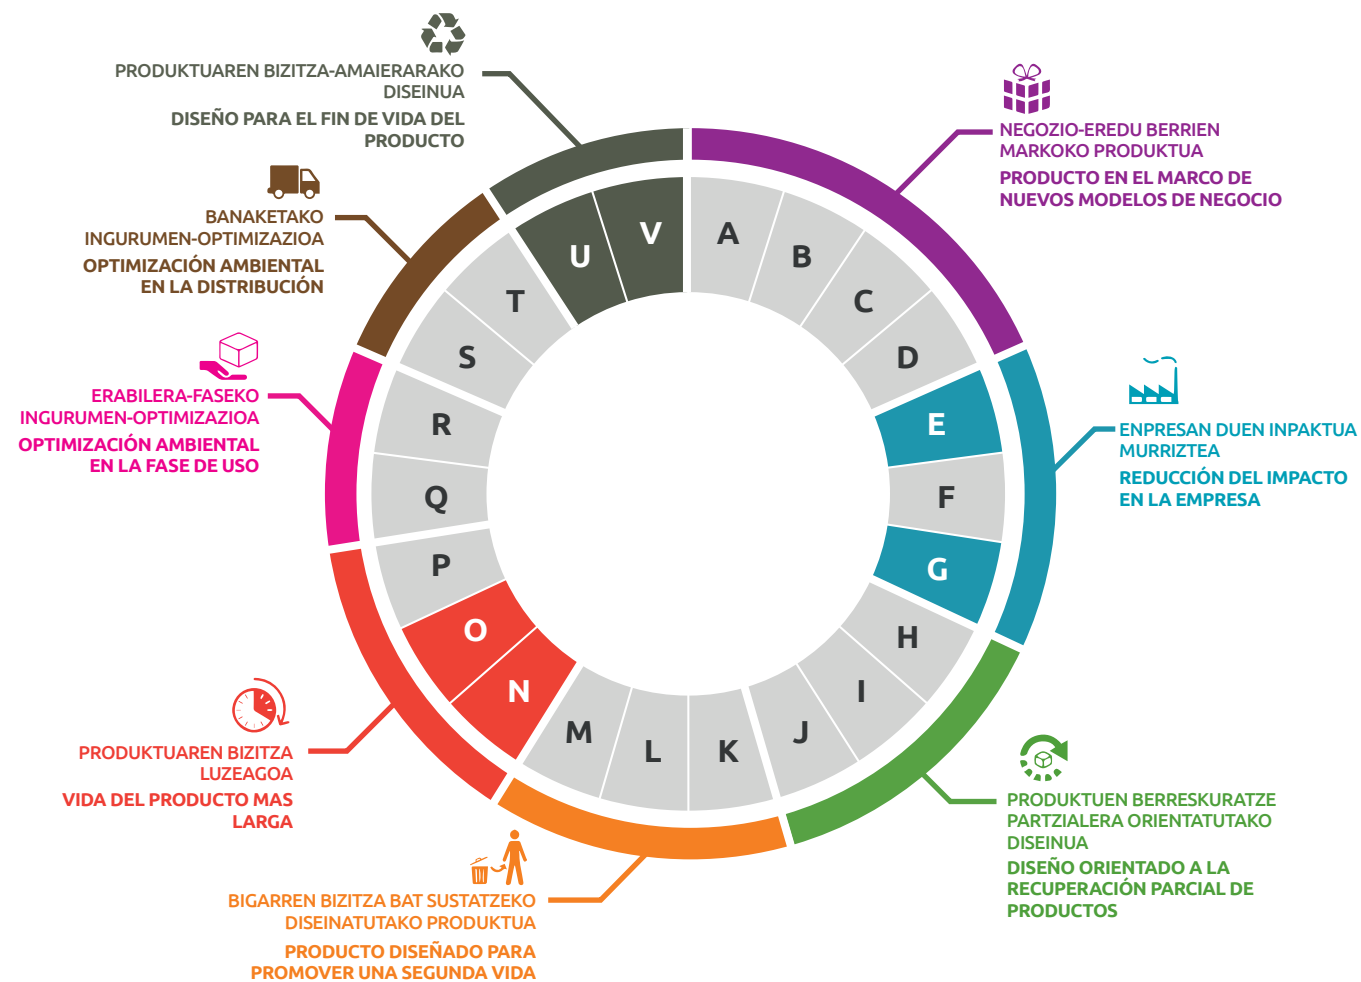 PRODUKTUAREN BIZITZA-AMAIERARAKO
DISEINUA
DISEÑO PARA EL FIN DE VIDA DEL
PRODUCTO
NEGOZIO-EREDU BERRIEN
MARKOKO PRODUKTUA
PRODUCTO EN EL MARCO DE
NUEVOS MODELOS DE NEGOCIO
BANAKETAKO
INGURUMEN-OPTIMIZAZIOA
OPTIMIZACIÓN AMBIENTAL
EN LA DISTRIBUCIÓN
ERABILERA-FASEKO
INGURUMEN-OPTIMIZAZIOA
OPTIMIZACIÓN AMBIENTAL
EN LA FASE DE USO
ENPRESAN DUEN INPAKTUA
MURRIZTEA
REDUCCIÓN DEL IMPACTO
EN LA EMPRESA
A
B
C
D
E
F
G
H
I
J
K
L
M
N
O
P
Q
R
S
T
U
V
PRODUKTUAREN BIZITZA
LUZEAGOA
VIDA DEL PRODUCTO MAS
LARGA
PRODUKTUEN BERRESKURATZE
PARTZIALERA ORIENTATUTAKO
DISEINUA
DISEÑO ORIENTADO A LA
RECUPERACIÓN PARCIAL DE
PRODUCTOS
BIGARREN BIZITZA BAT SUSTATZEKO
DISEINATUTAKO PRODUKTUA
PRODUCTO DISEÑADO PARA
PROMOVER UNA SEGUNDA VIDA